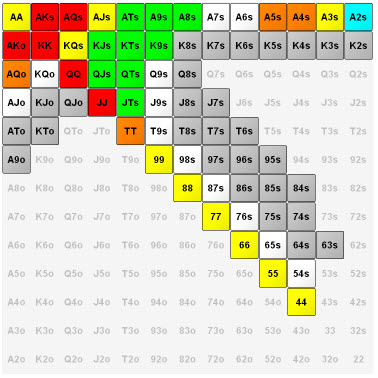 AA AKs AQs AJs ATs A9s A8s A7s A6s A5s A4s A3s A2s
AKo KK KQs KJs KTs K9s K8s K7s K6s K5s K4s K3s K2s
AQo KQo QQ QJs QTs Q9s Q8s Q7s Q6s Q5s Q4s Q3s Q2s
AJo KJo QJo JJ JTs J9s J8s J7s J6s J5s J4s J3s J2s
ATo KTo QTo JTo TT T9s T8s T7s T6s T5s T4s T3s T2s
A9o K9o Q9o J9o T9o 99 98s 97s 96s 95s 94s 93s 92s
A8o K8o Q8o J8o T8o 98o 88 87s 86s 85s 84s 83s 82s
A7o K7o Q7o J7o T7o 97o 87o 77 76s 75s 74s 73s 72s
A6o K6o Q6o J6o T6o 96o 86o 76o 66 65s 64s 63s 62s
A5o K5o Q5o J5o T5o 95o 85o 75o 65o 55 54s 53s 52s
A4o K4o Q4o J4o T4o 94o 84o 74o 64o 54o 44 43s 42s
A3o K3o Q3o J3o T3o 93o 83o 73o 63o 53o 43o 33 32s
A2o K2o Q2o J2o T2o 92o 82o 72o 62o 52o 42o 32o 22